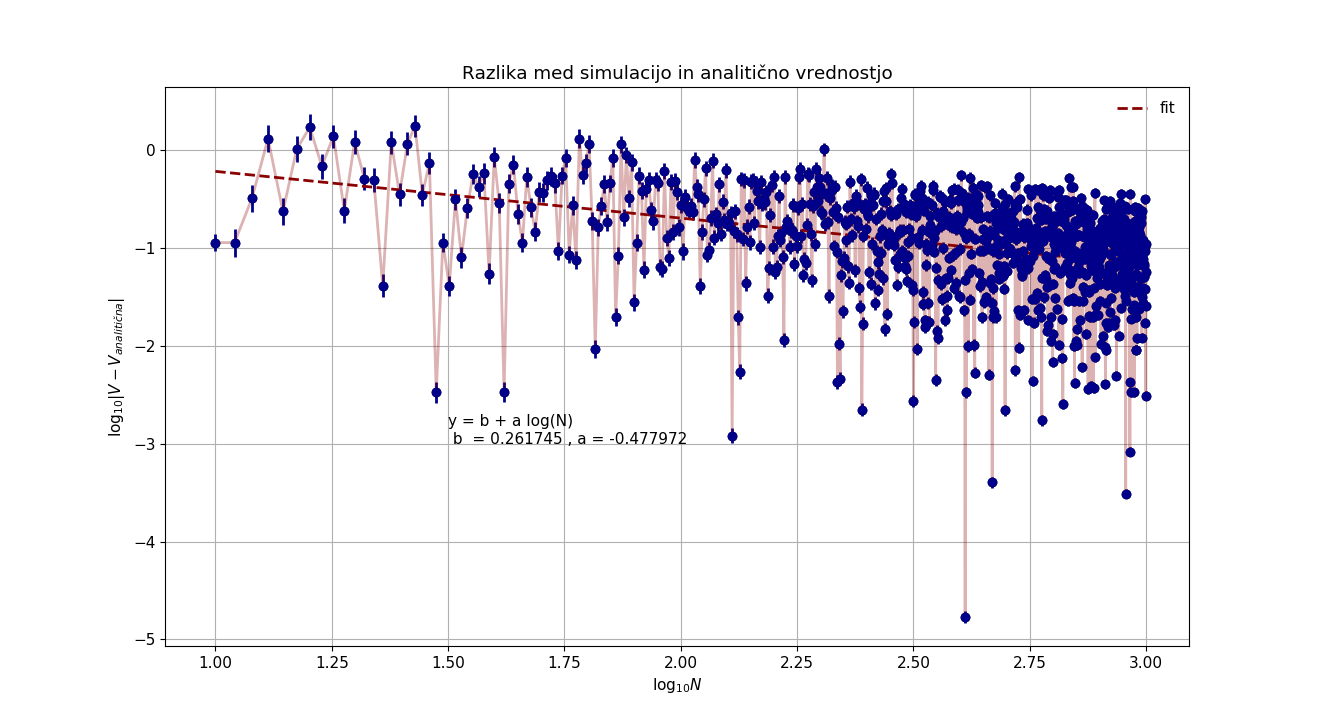 Razlika med simulacijo in analitično vrednostjo
fit
0
−1
−2
−3
−4
−5
log₁₀|V − Vₐₙₐₗᵢₜᵢčₙₐ|
y = b + a log(N)
b = 0.261745 , a = -0.477972
1.00 1.25 1.50 1.75 2.00 2.25 2.50 2.75 3.00
log₁₀N